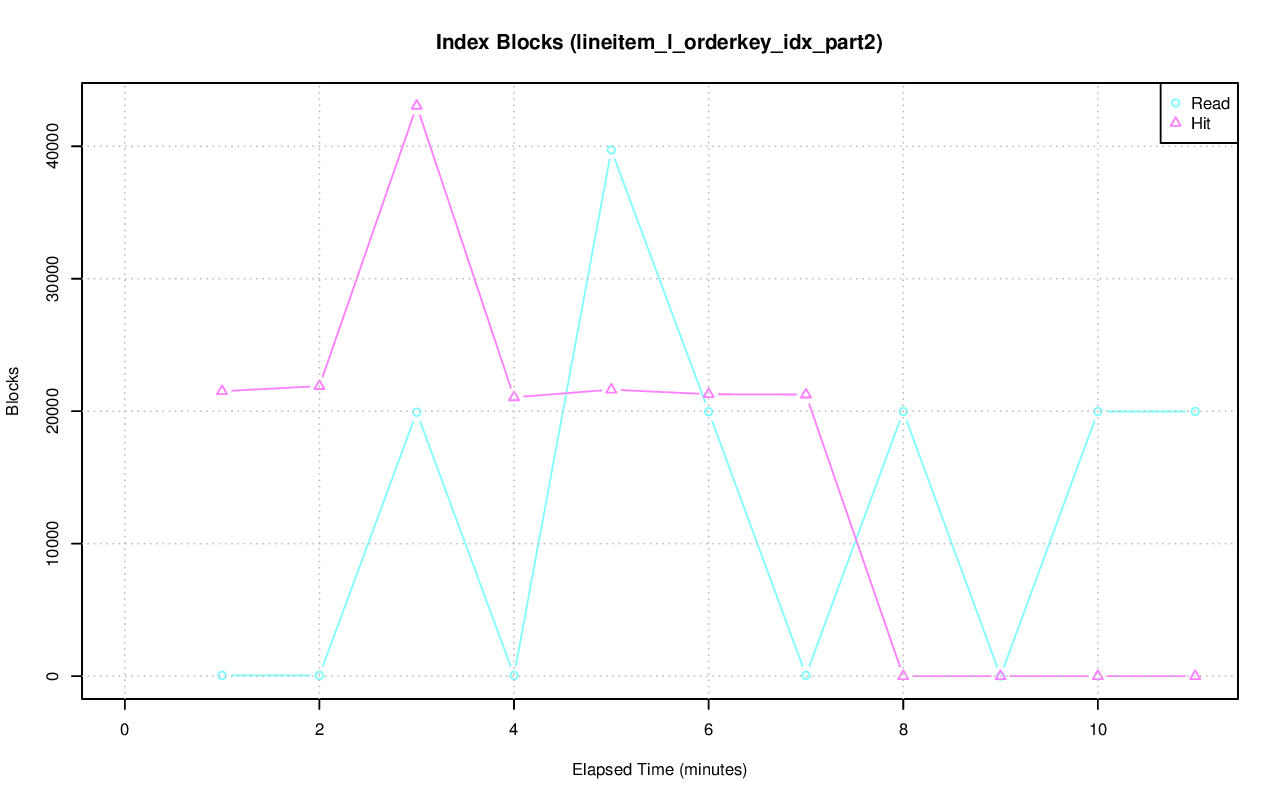 Index Blocks (lineitem_l_orderkey_idx_part2)
Read
Hit
Blocks
40000
30000
20000
10000
0
0 2 4 6 8 10
Elapsed Time (minutes)